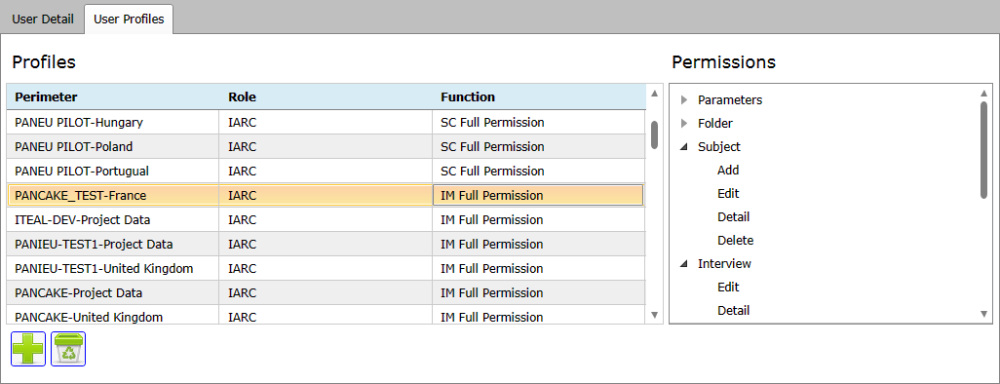 User Detail User Profiles
Profiles
Perimeter Role Function
PANEU PILOT-Hungary IARC SC Full Permission
PANEU PILOT-Poland IARC SC Full Permission
PANEU PILOT-Portugual IARC SC Full Permission
PANCAKE_TEST-France IARC IM Full Permission
ITEAL-DEV-Project Data IARC IM Full Permission
PANIEU-TEST1-Project Data IARC IM Full Permission
PANIEU-TEST1-United Kingdom IARC IM Full Permission
PANCAKE-Project Data IARC IM Full Permission
PANCAKE-United Kingdom IARC IM Full Permission
Permissions
Parameters
Folder
Subject
Add
Edit
Detail
Delete
Interview
Edit
Detail